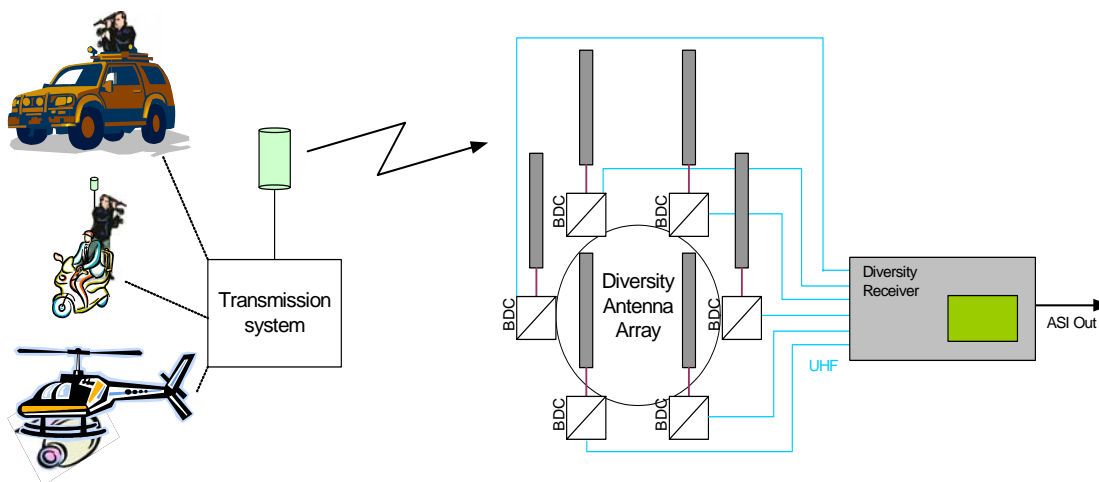 Transmission
system
BDC
BDC
BDC
BDC
BDC
BDC
Diversity
Antenna
Array
Diversity
Receiver
UHF
ASI Out